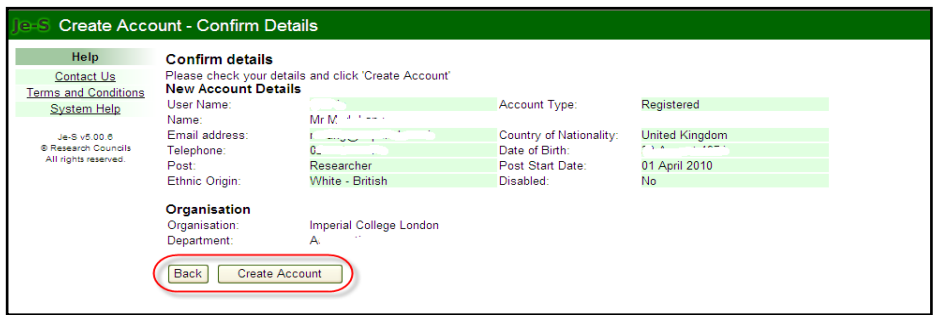 Je-S Create Account - Confirm Details
Help
Contact Us
Terms and Conditions
System Help
Je-S v5.00.6
© Research Councils
All rights reserved.
Confirm details
Please check your details and click 'Create Account'
New Account Details
User Name: Account Type: Registered
Name: Mr
Email address: Country of Nationality: United Kingdom
Telephone: Date of Birth:
Post: Researcher Post Start Date: 01 April 2010
Ethnic Origin: White - British Disabled: No
Organisation
Organisation: Imperial College London
Department:
Back Create Account